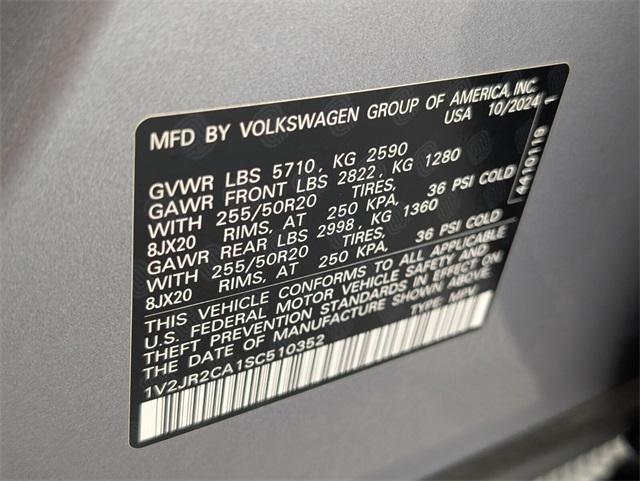 MFD BY VOLKSWAGEN GROUP OF AMERICA, INC.
USA 10/2024
GVWR LBS 5710, KG 2590
GAWR FRONT LBS 2822, KG 1280
WITH 255/50R20 TIRES,
8JX20 RIMS, AT 250 KPA, 36 PSI COLD
GAWR REAR LBS 2998, KG 1360
WITH 255/50R20 TIRES,
8JX20 RIMS, AT 250 KPA, 36 PSI COLD
THIS VEHICLE CONFORMS TO ALL APPLICABLE
U.S. FEDERAL MOTOR VEHICLE SAFETY AND
THEFT PREVENTION STANDARDS IN EFFECT ON
THE DATE OF MANUFACTURE SHOWN ABOVE.
TYPE: MPV
1V2JR2CA1SC510352